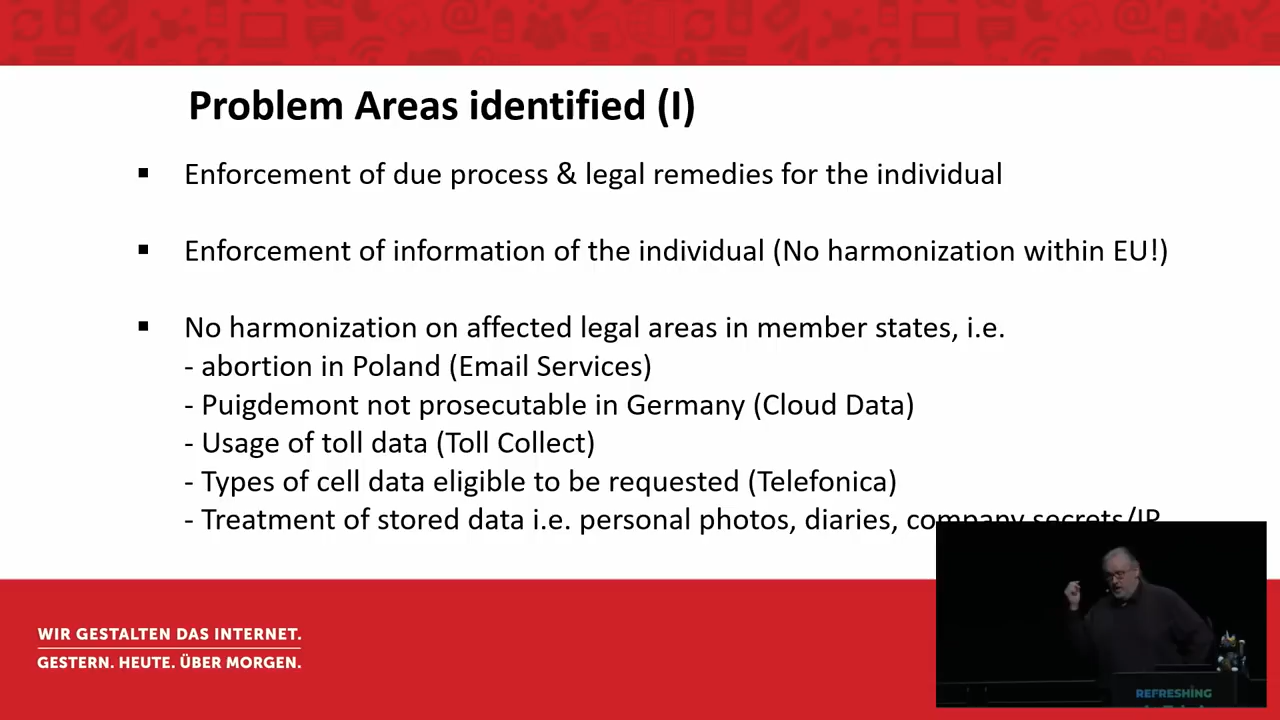 Problem Areas identified (I)
▪ Enforcement of due process & legal remedies for the individual
▪ Enforcement of information of the individual (No harmonization within EU!)
▪ No harmonization on affected legal areas in member states, i.e.
- abortion in Poland (Email Services)
- Puigdemont not prosecutable in Germany (Cloud Data)
- Usage of toll data (Toll Collect)
- Types of cell data eligible to be requested (Telefonica)
- Treatment of stored data i.e. personal photos, diaries, company secrets/IP
WIR GESTALTEN DAS INTERNET.
GESTERN. HEUTE. ÜBER MORGEN.
REFRESHING